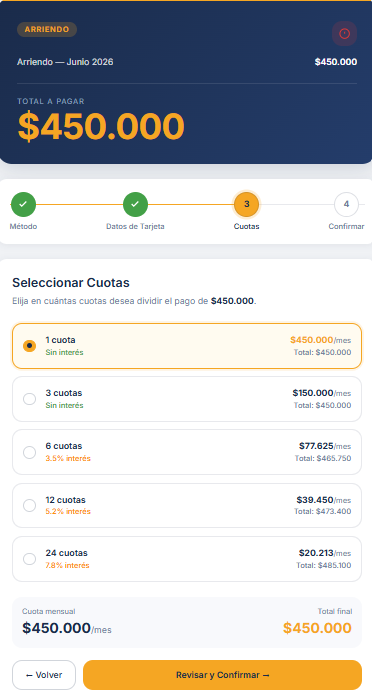 ARRIENDO
Arriendo — Junio 2026 $450.000
TOTAL A PAGAR
$450.000
3 4
Método Datos de Tarjeta Cuotas Confirmar
Seleccionar Cuotas
Elija en cuántas cuotas desea dividir el pago de $450.000.
1 cuota $450.000/mes
Sin interés Total: $450.000
3 cuotas $150.000/mes
Sin interés Total: $450.000
6 cuotas $77.625/mes
3.5% interés Total: $465.750
12 cuotas $39.450/mes
5.2% interés Total: $473.400
24 cuotas $20.213/mes
7.8% interés Total: $485.100
Cuota mensual Total final
$450.000/mes $450.000
← Volver Revisar y Confirmar →